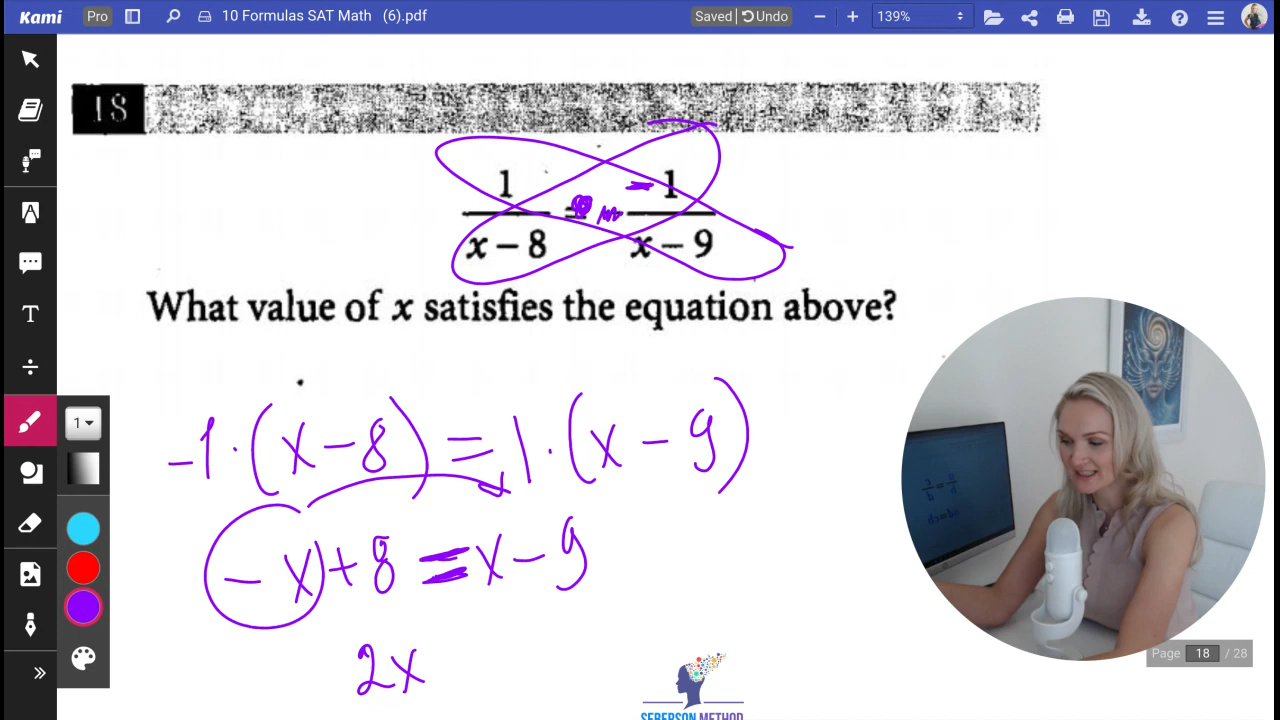 Kami
Pro
10 Formulas SAT Math (6).pdf
Saved
Undo
139%
18
1/(x − 8) = −1/(x − 9)
What value of x satisfies the equation above?
−1·(x − 8) = 1·(x − 9)
− x + 8 = x − 9
2x
1
T
Page 18 / 28
SEBERSON METHOD